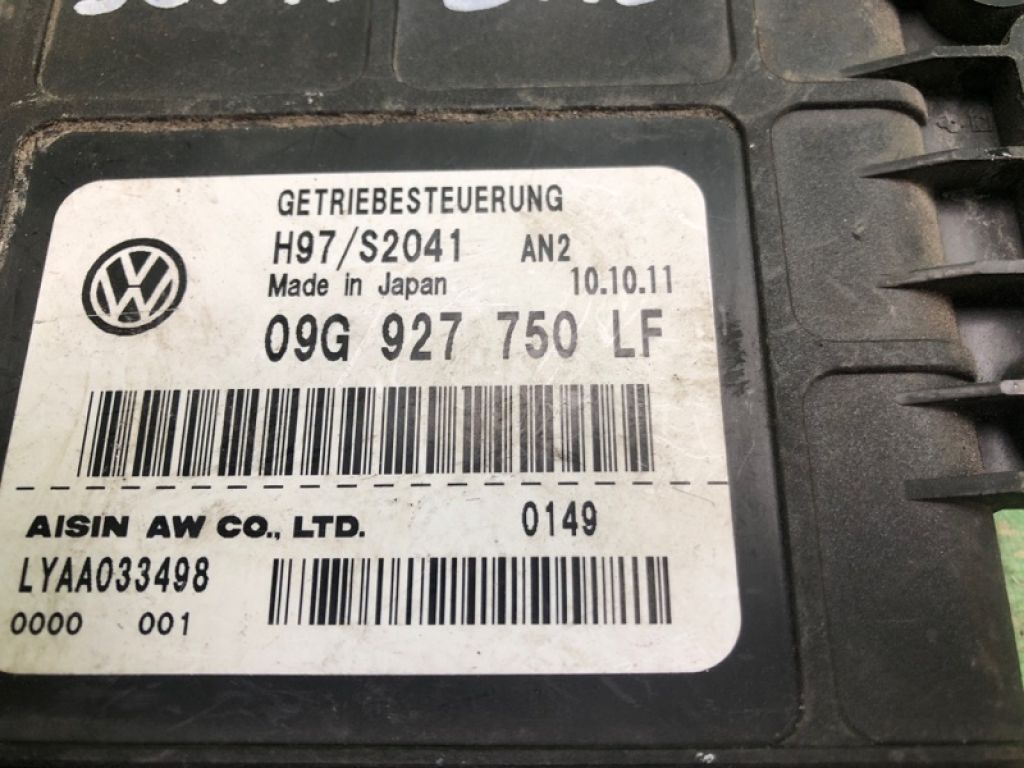 GETRIEBESTEUERUNG
H97/S2041 AN2
Made in Japan 10.10.11
09G 927 750 LF
AISIN AW CO., LTD. 0149
LYAA033498
0000 001